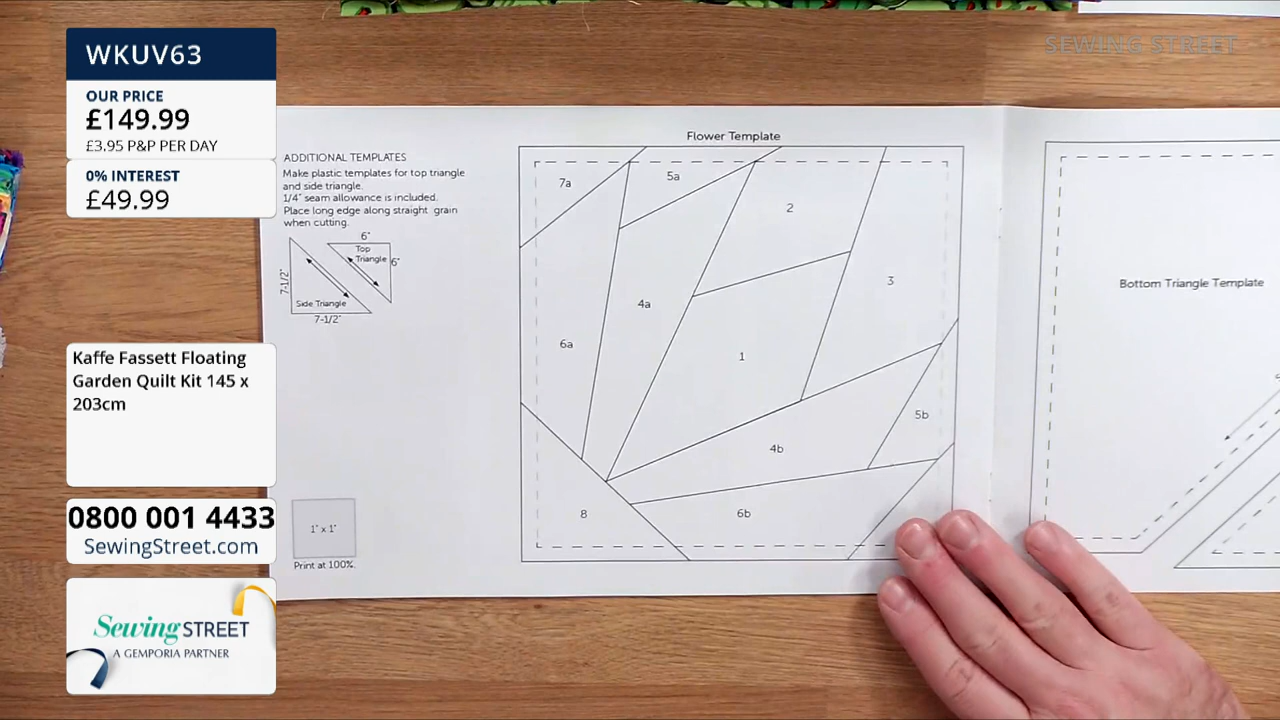 WKUV63
OUR PRICE
£149.99
£3.95 P&P PER DAY
0% INTEREST
£49.99
Kaffe Fassett Floating
Garden Quilt Kit 145 x
203cm
0800 001 4433
SewingStreet.com
Sewing STREET
A GEMPORIA PARTNER
SEWING STREET
ADDITIONAL TEMPLATES
Make plastic templates for top triangle
and side triangle.
1/4" seam allowance is included.
Place long edge along straight grain
when cutting.
6"
Top
Triangle
6"
7-1/2"
Side Triangle
7-1/2"
1" x 1"
Print at 100%.
Flower Template
7a
5a
2
3
4a
6a
1
5b
4b
8
6b
Bottom Triangle Template